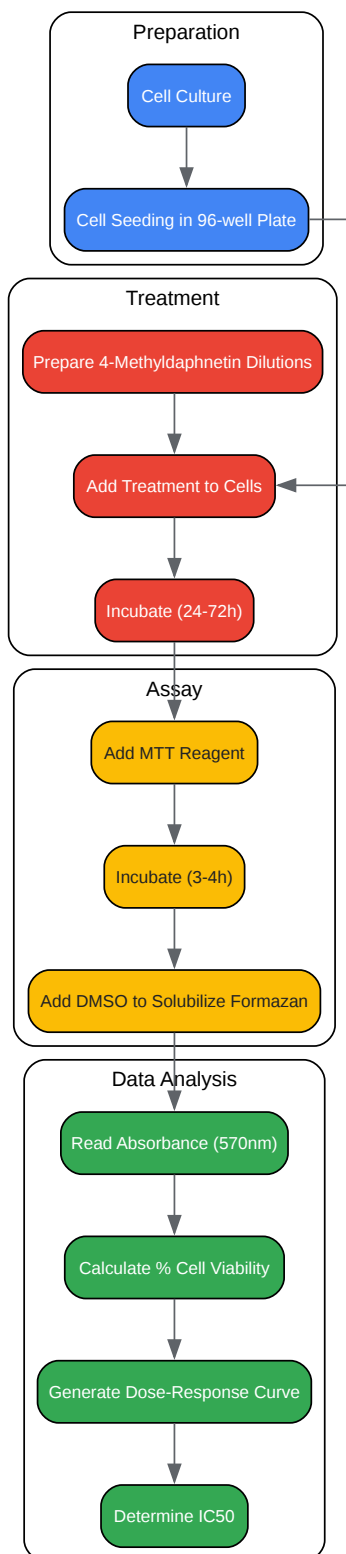 Preparation
Cell Culture
Cell Seeding in 96-well Plate
Treatment
Prepare 4-Methyldaphnetin Dilutions
Add Treatment to Cells
Incubate (24-72h)
Assay
Add MTT Reagent
Incubate (3-4h)
Add DMSO to Solubilize Formazan
Data Analysis
Read Absorbance (570nm)
Calculate % Cell Viability
Generate Dose-Response Curve
Determine IC50